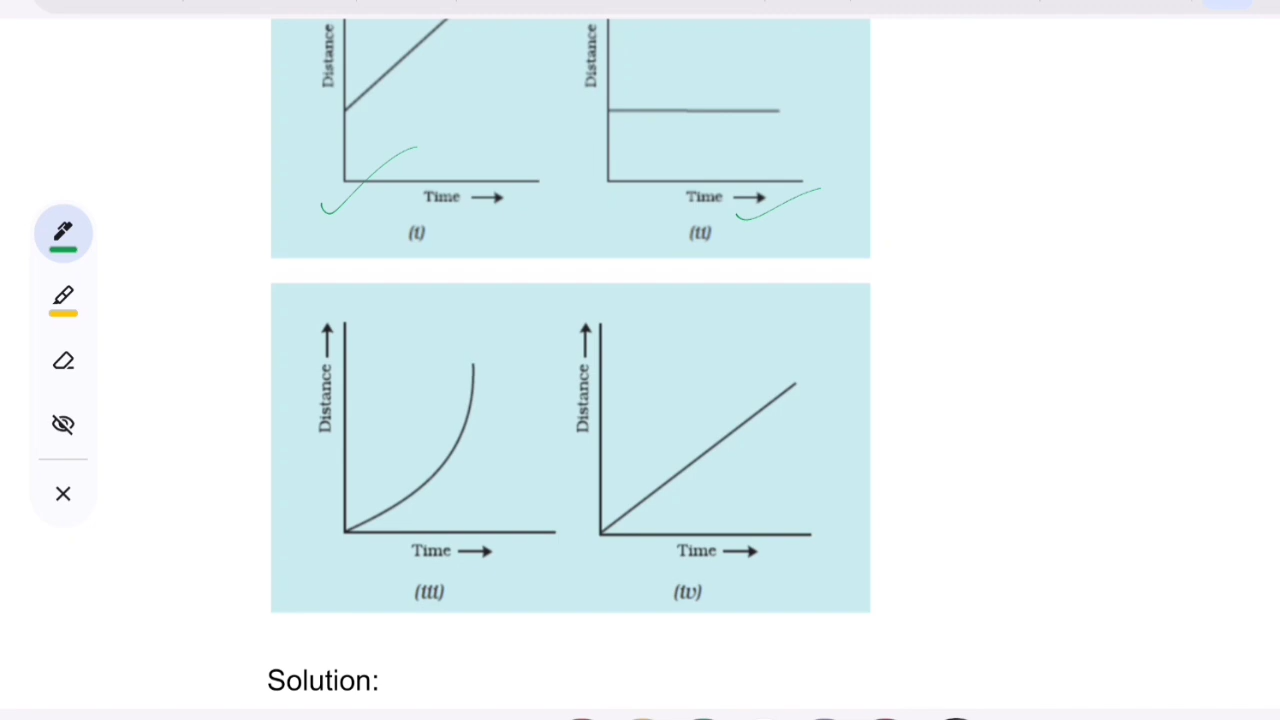 Distance
Distance
Time
Time
(i)
(ii)
Distance
Distance
Time
Time
(iii)
(iv)
Solution: